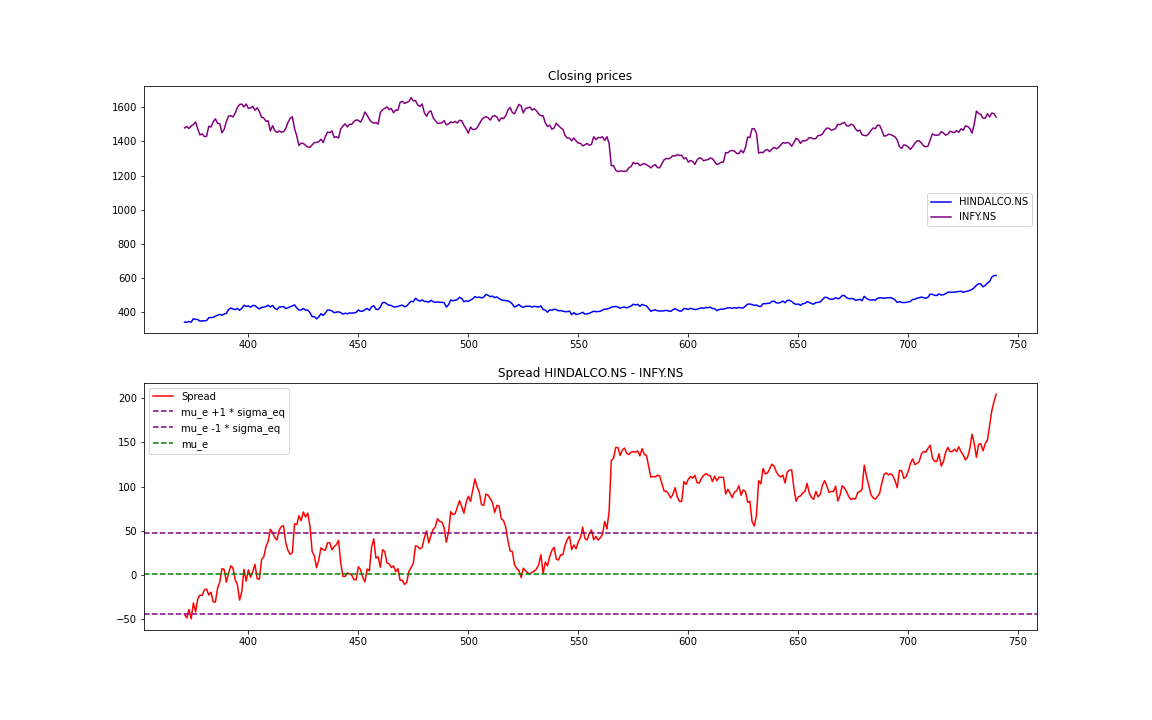 Closing prices
1600
1400
1200
1000
800
600
400
HINDALCO.NS
INFY.NS
400 450 500 550 600 650 700 750
Spread HINDALCO.NS - INFY.NS
200
150
100
50
0
−50
Spread
mu_e +1 * sigma_eq
mu_e -1 * sigma_eq
mu_e
400 450 500 550 600 650 700 750